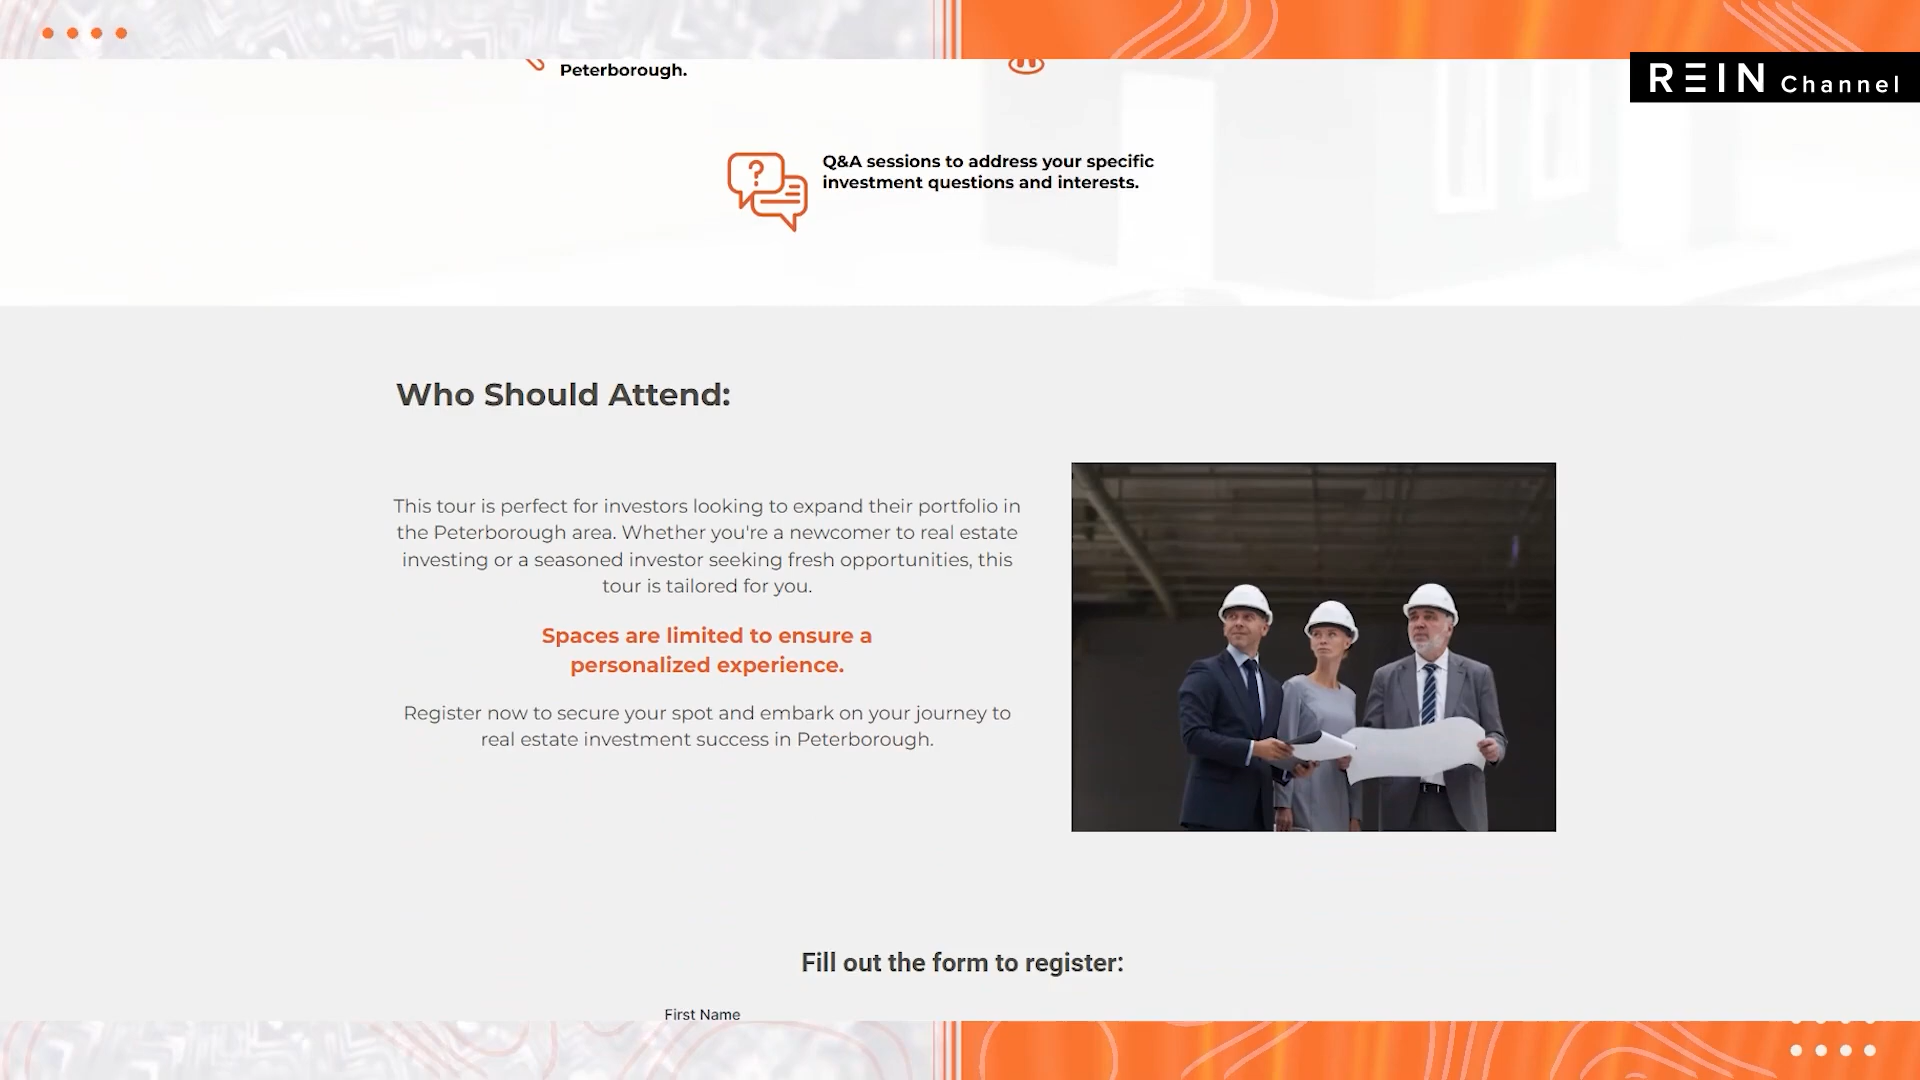 Peterborough.
REIN Channel
Q&A sessions to address your specific
investment questions and interests.
Who Should Attend:
This tour is perfect for investors looking to expand their portfolio in
the Peterborough area. Whether you're a newcomer to real estate
investing or a seasoned investor seeking fresh opportunities, this
tour is tailored for you.
Spaces are limited to ensure a
personalized experience.
Register now to secure your spot and embark on your journey to
real estate investment success in Peterborough.
Fill out the form to register:
First Name